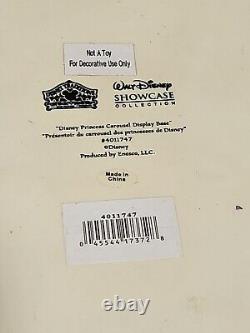 Not A Toy
For Decorative Use Only
WALT DISNEY
SHOWCASE
COLLECTION
"Disney Princess Carousel Display Base"
"Présentoir de carrousel des princesses de Disney"
#4011747
©Disney
Produced by Enesco, LLC.
Made in
China
4011747
0 45544 17372 8